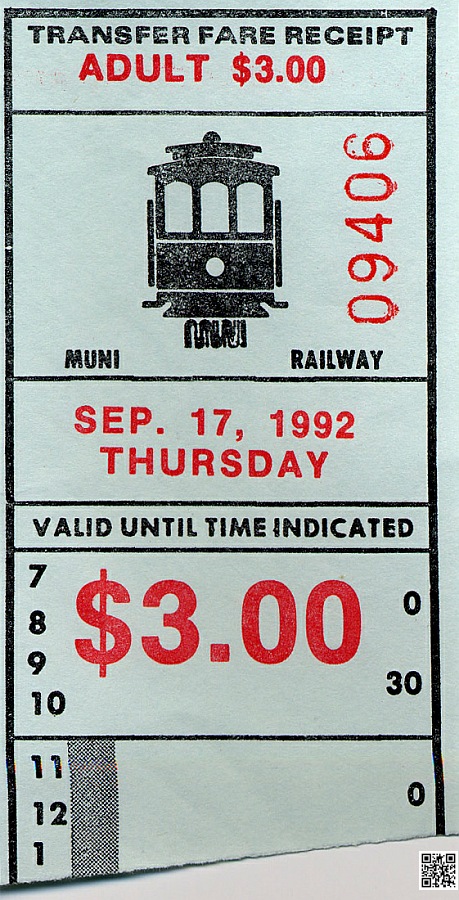 TRANSFER FARE RECEIPT
ADULT $3.00
09406
MUNI
MUNI RAILWAY
SEP. 17, 1992
THURSDAY
VALID UNTIL TIME INDICATED
7
8
9
10
$3.00
0
30
11
12
1
0